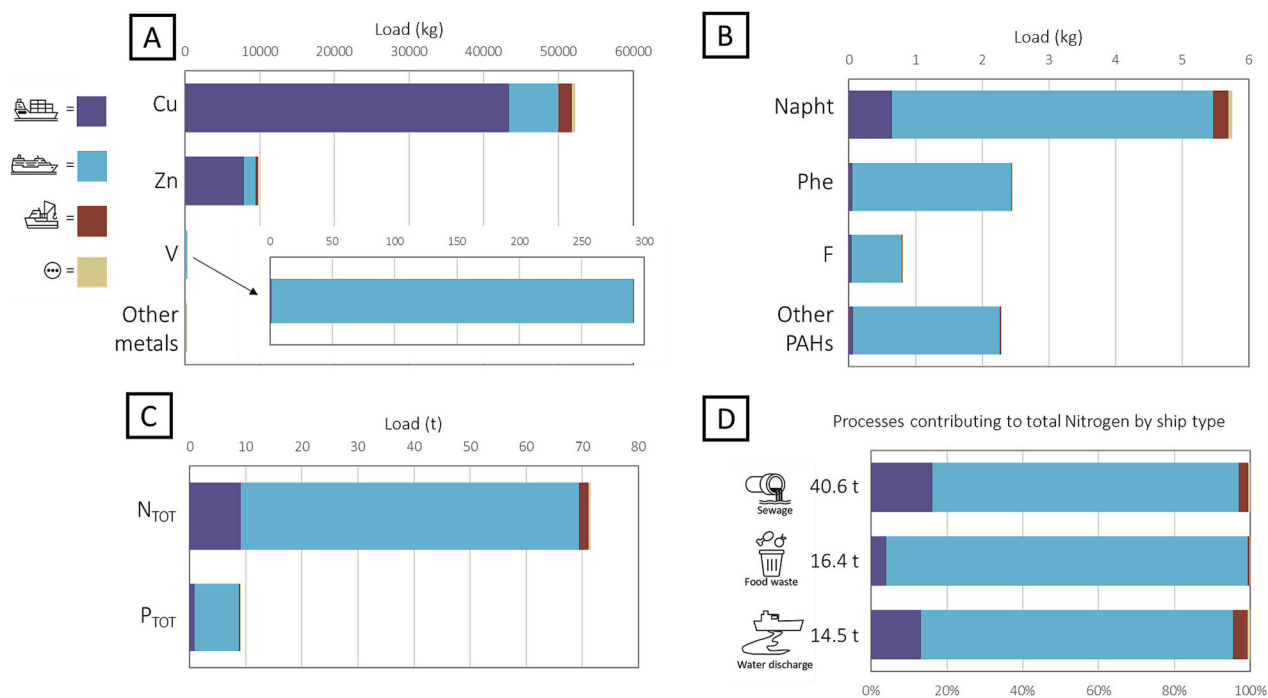 A
Load (kg)
0 10000 20000 30000 40000 50000 60000
=
=
=
=
Cu
Zn
V
0 50 100 150 200 250 300
Other
metals
B
Load (kg)
0 1 2 3 4 5 6
Napht
Phe
F
Other
PAHs
C
Load (t)
0 10 20 30 40 50 60 70 80
NTOT
PTOT
D
Processes contributing to total Nitrogen by ship type
Sewage
40.6 t
Food waste
16.4 t
Water discharge
14.5 t
0% 20% 40% 60% 80% 100%